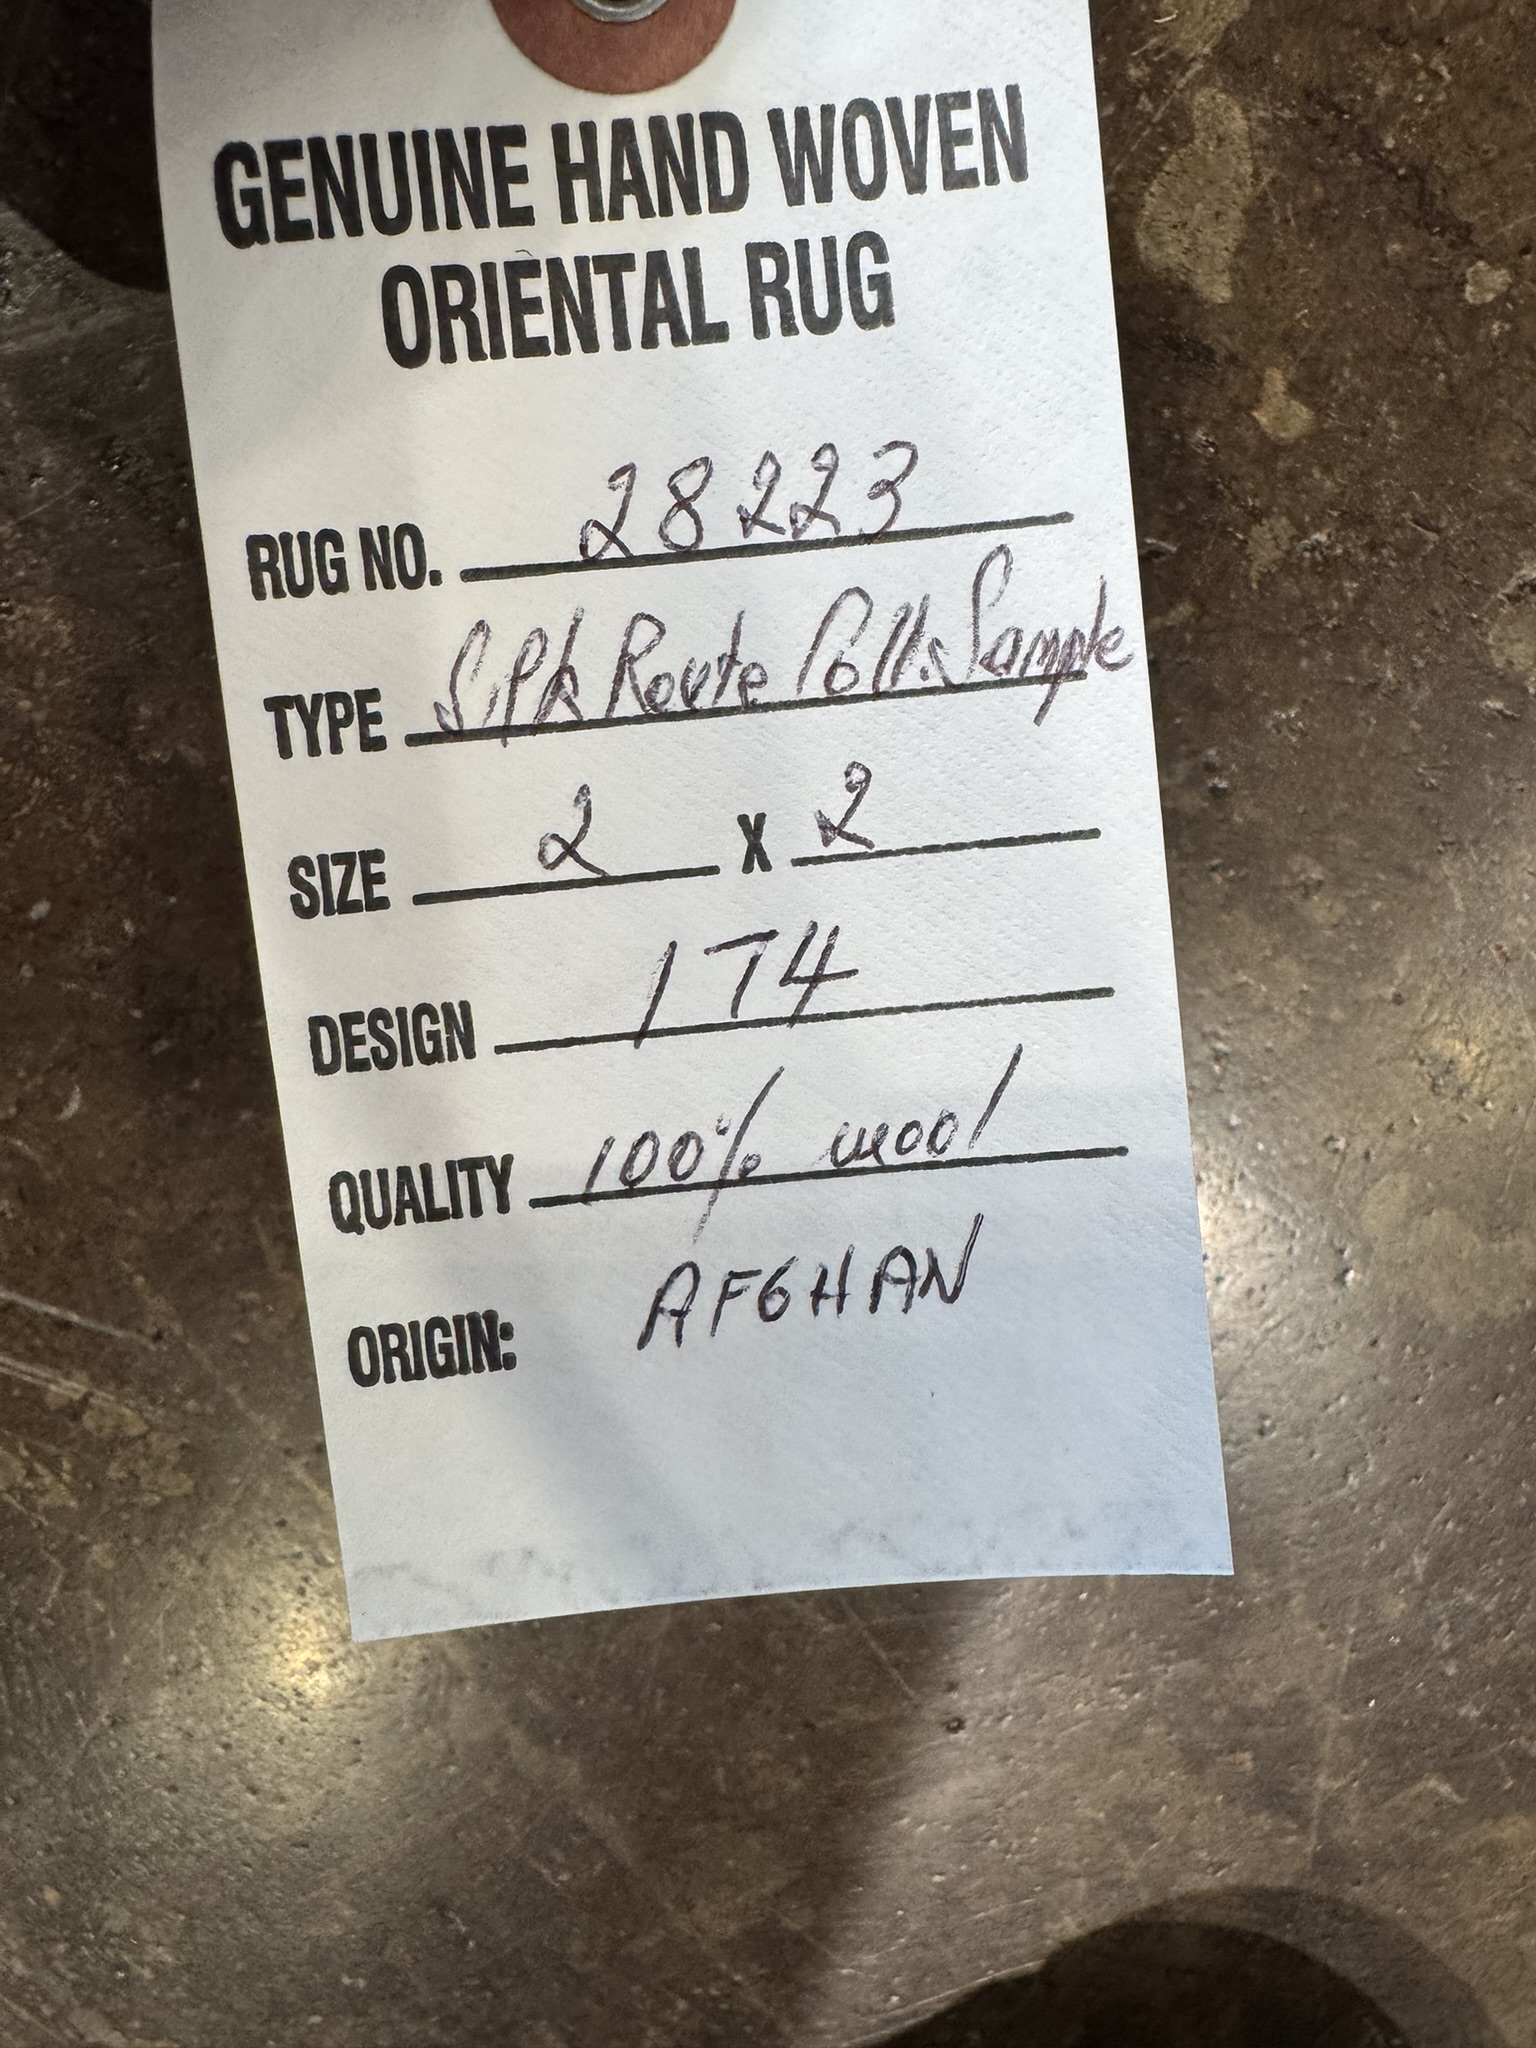 GENUINE HAND WOVEN
ORIENTAL RUG
RUG NO. 28223
TYPE Silk Route Coll. Sample
SIZE 2 X 2
DESIGN 174
QUALITY 100% wool
ORIGIN: AFGHAN